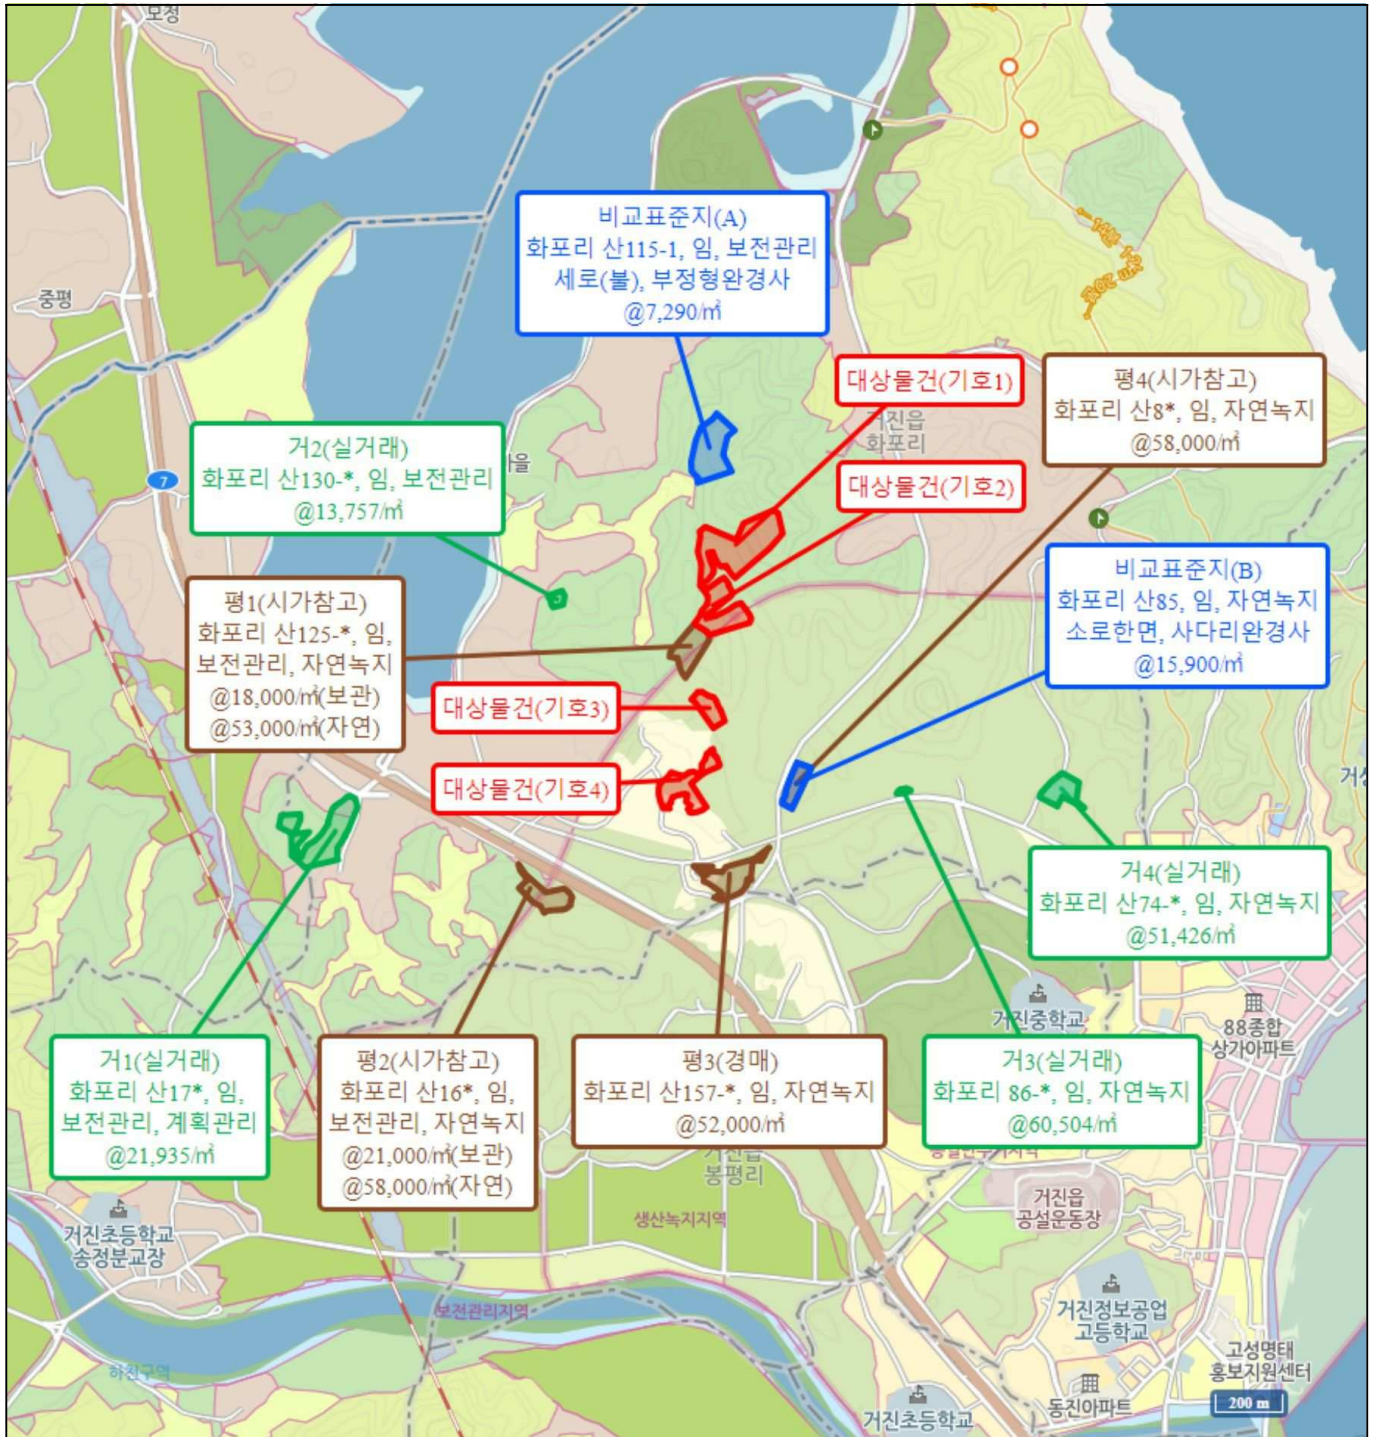 모정
비교표준지(A)
화포리 산115-1, 임, 보전관리
세로(불), 부정형완경사
@7,290/㎡
중평
대상물건(기호1)
평4(시가참고)
화포리 산8*, 임, 자연녹지
@58,000/㎡
거진읍
화포리
거2(실거래)
화포리 산130-*, 임, 보전관리
@13,757/㎡
마을
7
대상물건(기호2)
비교표준지(B)
화포리 산85, 임, 자연녹지
소로한면, 사다리완경사
@15,900/㎡
평1(시가참고)
화포리 산125-*, 임,
보전관리, 자연녹지
@18,000/㎡(보관)
@53,000/㎡(자연)
대상물건(기호3)
대상물건(기호4)
거4(실거래)
화포리 산74-*, 임, 자연녹지
@51,426/㎡
거진중학교
88종합
상가아파트
거1(실거래)
화포리 산17*, 임,
보전관리, 계획관리
@21,935/㎡
평2(시가참고)
화포리 산16*, 임,
보전관리, 자연녹지
@21,000/㎡(보관)
@58,000/㎡(자연)
평3(경매)
화포리 산157-*, 임, 자연녹지
@52,000/㎡
거3(실거래)
화포리 86-*, 임, 자연녹지
@60,504/㎡
거진읍
봉평리
거진읍
공설운동장
생산녹지지역
거진초등학교
송정분교장
보전관리지역
거진정보공업
고등학교
하천구역
고성명태
홍보지원센터
동진아파트
200 m
거진초등학교